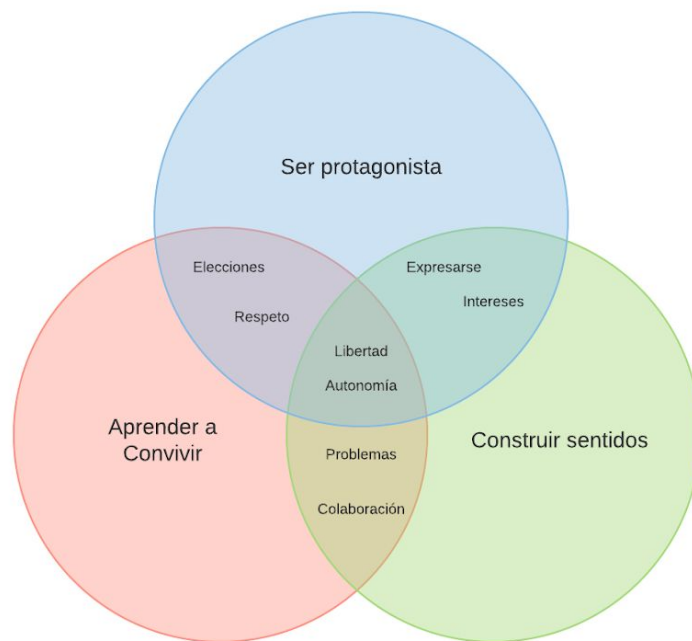 Ser protagonista
Elecciones
Expresarse
Respeto
Intereses
Libertad
Autonomía
Aprender a
Convivir
Construir sentidos
Problemas
Colaboración